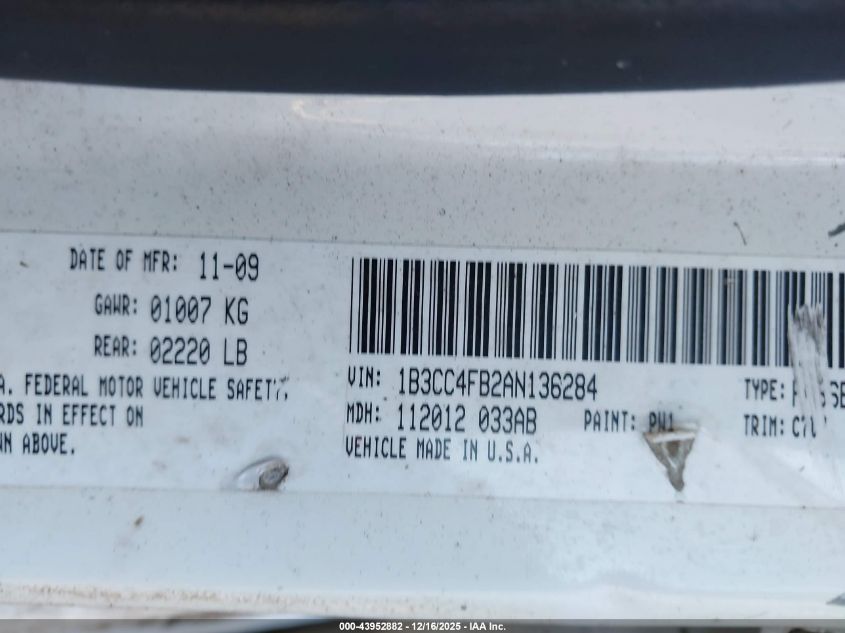 DATE OF MFR: 11-09
GAWR: 01007 KG
REAR: 02220 LB
A. FEDERAL MOTOR VEHICLE SAFETY
RDS IN EFFECT ON
WN ABOVE.
VIN: 1B3CC4FB2AN136284
TYPE:
MDH: 112012 033AB
PAINT: PW1
TRIM:
VEHICLE MADE IN U.S.A.
000-43952882 - 12/16/2025 - IAA Inc.